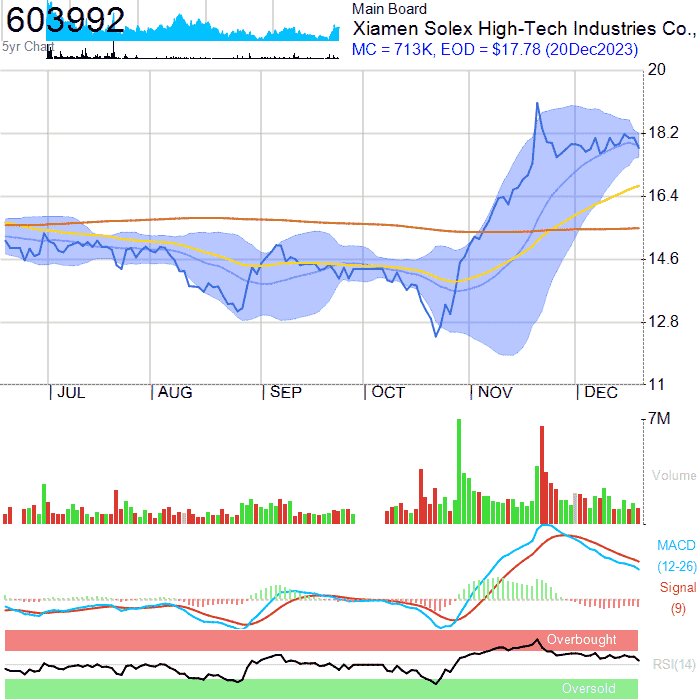 603992
5yr Chart
Main Board
Xiamen Solex High-Tech Industries Co.,
MC = 713K, EOD = $17.78 (20Dec2023)
20
18.2
16.4
14.6
12.8
11
JUL
AUG
SEP
OCT
NOV
DEC
7M
Volume
MACD
(12-26)
Signal
(9)
Overbought
RSI(14)
Oversold